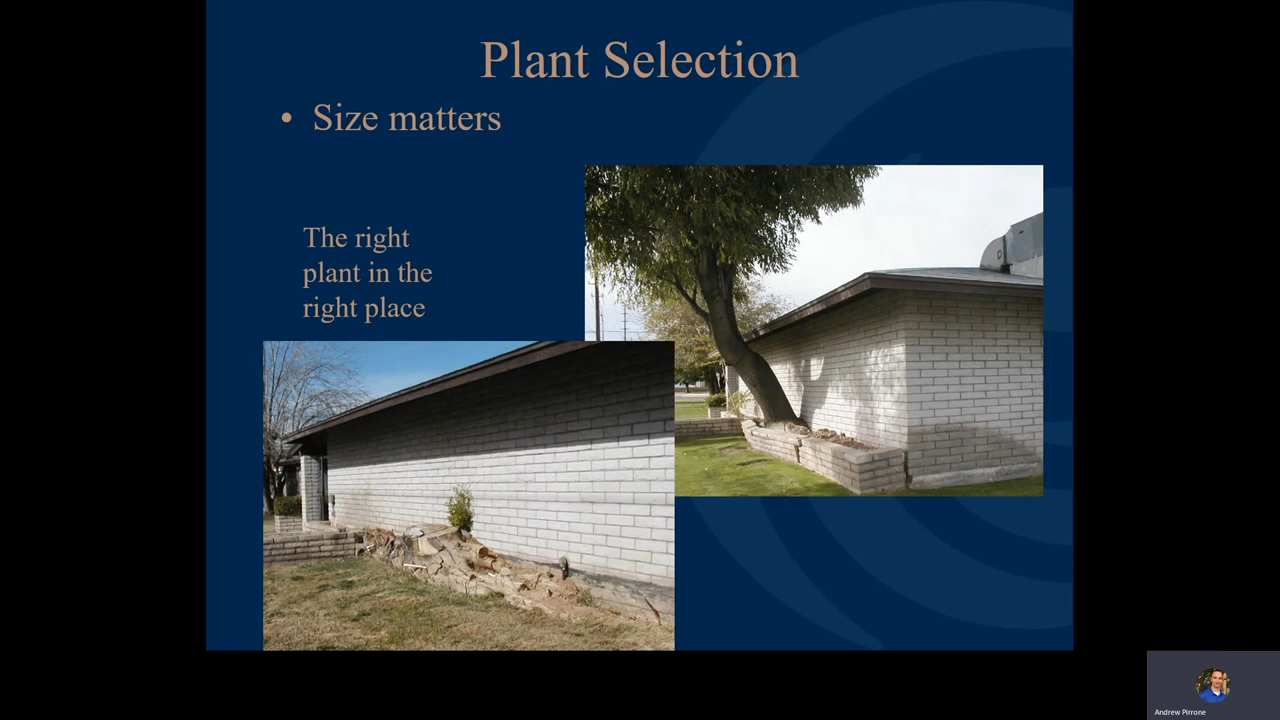 Plant Selection
• Size matters
The right
plant in the
right place
Andrew Pirrone